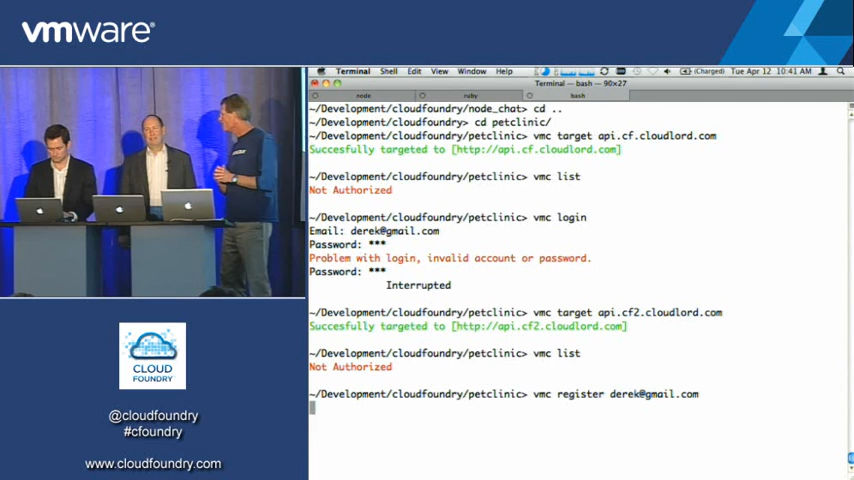 vmware®
Terminal Shell Edit View Window Help (Charged) Tue Apr 12 10:41 AM
Terminal — bash — 90×27
node ruby bash
~/Development/cloudfoundry/node_chat> cd ..
~/Development/cloudfoundry> cd petclinic/
~/Development/cloudfoundry/petclinic> vmc target api.cf.cloudlord.com
Succesfully targeted to [http://api.cf.cloudlord.com]
~/Development/cloudfoundry/petclinic> vmc list
Not Authorized
~/Development/cloudfoundry/petclinic> vmc login
Email: derek@gmail.com
Password: ***
Problem with login, invalid account or password.
Password: ***
Interrupted
~/Development/cloudfoundry/petclinic> vmc target api.cf2.cloudlord.com
Succesfully targeted to [http://api.cf2.cloudlord.com]
~/Development/cloudfoundry/petclinic> vmc list
Not Authorized
~/Development/cloudfoundry/petclinic> vmc register derek@gmail.com
CLOUD
FOUNDRY
@cloudfoundry
#cfoundry
www.cloudfoundry.com